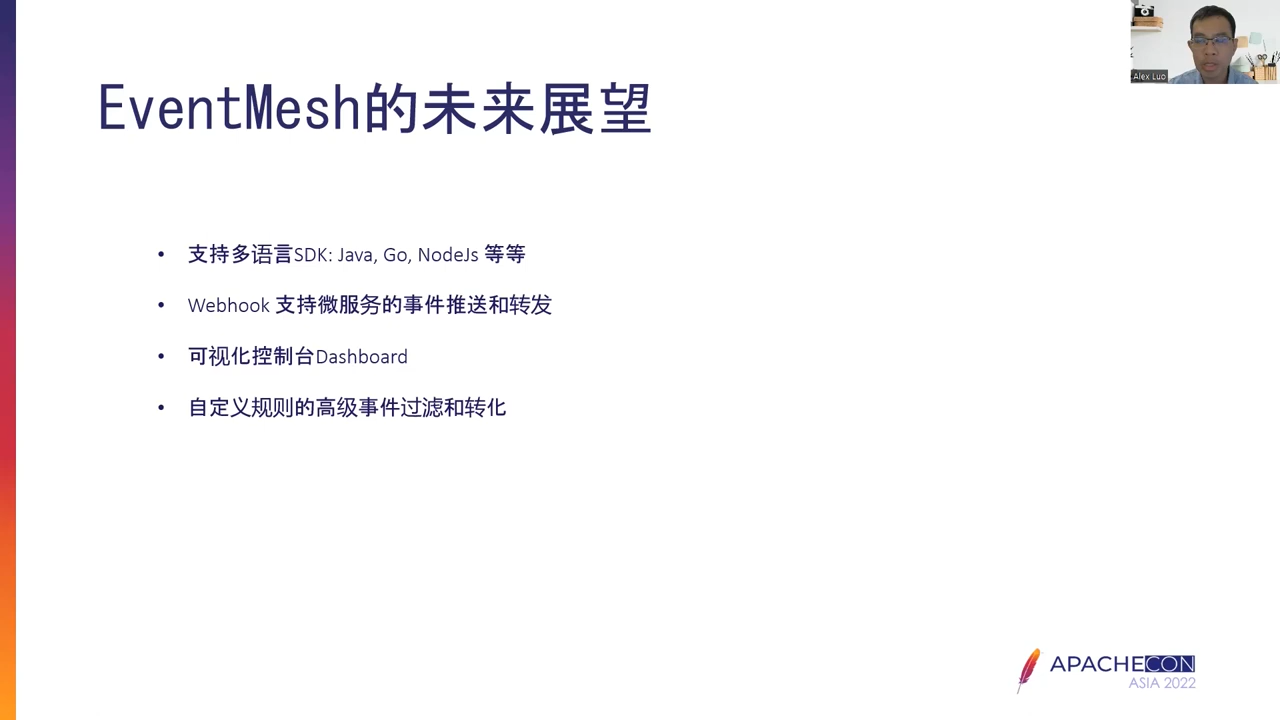 EventMesh的未来展望
Alex Luo
• 支持多语言SDK: Java, Go, NodeJs 等等
• Webhook 支持微服务的事件推送和转发
• 可视化控制台Dashboard
• 自定义规则的高级事件过滤和转化
APACHECON
ASIA 2022